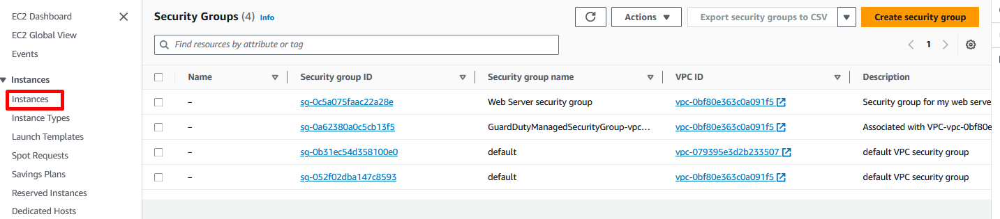 EC2 Dashboard
EC2 Global View
Events
Instances
Instances
Instance Types
Launch Templates
Spot Requests
Savings Plans
Reserved Instances
Dedicated Hosts
Security Groups (4) Info
Actions
Export security groups to CSV
Create security group
Find resources by attribute or tag
1
Name Security group ID Security group name VPC ID Description
– sg-0c5a075faac22a28e Web Server security group vpc-0bf80e363c0a091f5 Security group for my web serve
– sg-0a62380a0c5cb13f5 GuardDutyManagedSecurityGroup-vpc... vpc-0bf80e363c0a091f5 Associated with VPC-vpc-0bf80e
– sg-0b31ec54d358100e0 default vpc-079395e3d2b233507 default VPC security group
– sg-052f02dba147c8593 default vpc-0bf80e363c0a091f5 default VPC security group